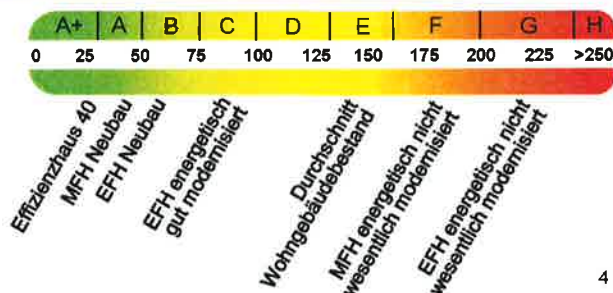 A+ A B C D E F G H
0 25 50 75 100 125 150 175 200 225 >250
Effizienzhaus 40
MFH Neubau
EFH Neubau
EFH energetisch
gut modernisiert
Durchschnitt
Wohngebäudebestand
MFH energetisch nicht
wesentlich modernisiert
EFH energetisch nicht
wesentlich modernisiert
4